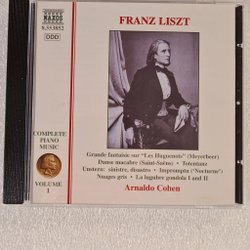 NAXOS
8.553852
DDD
FRANZ LISZT
COMPLETE
PIANO
MUSIC
VOLUME
1
Grande fantaisie sur "Les Huguenots" (Meyerbeer)
Danse macabre (Saint-Saëns) • Totentanz
Unstern: sinistre, disastro • Impromptu ("Nocturne")
Nuages gris • La lugubre gondola I and II
Arnaldo Cohen